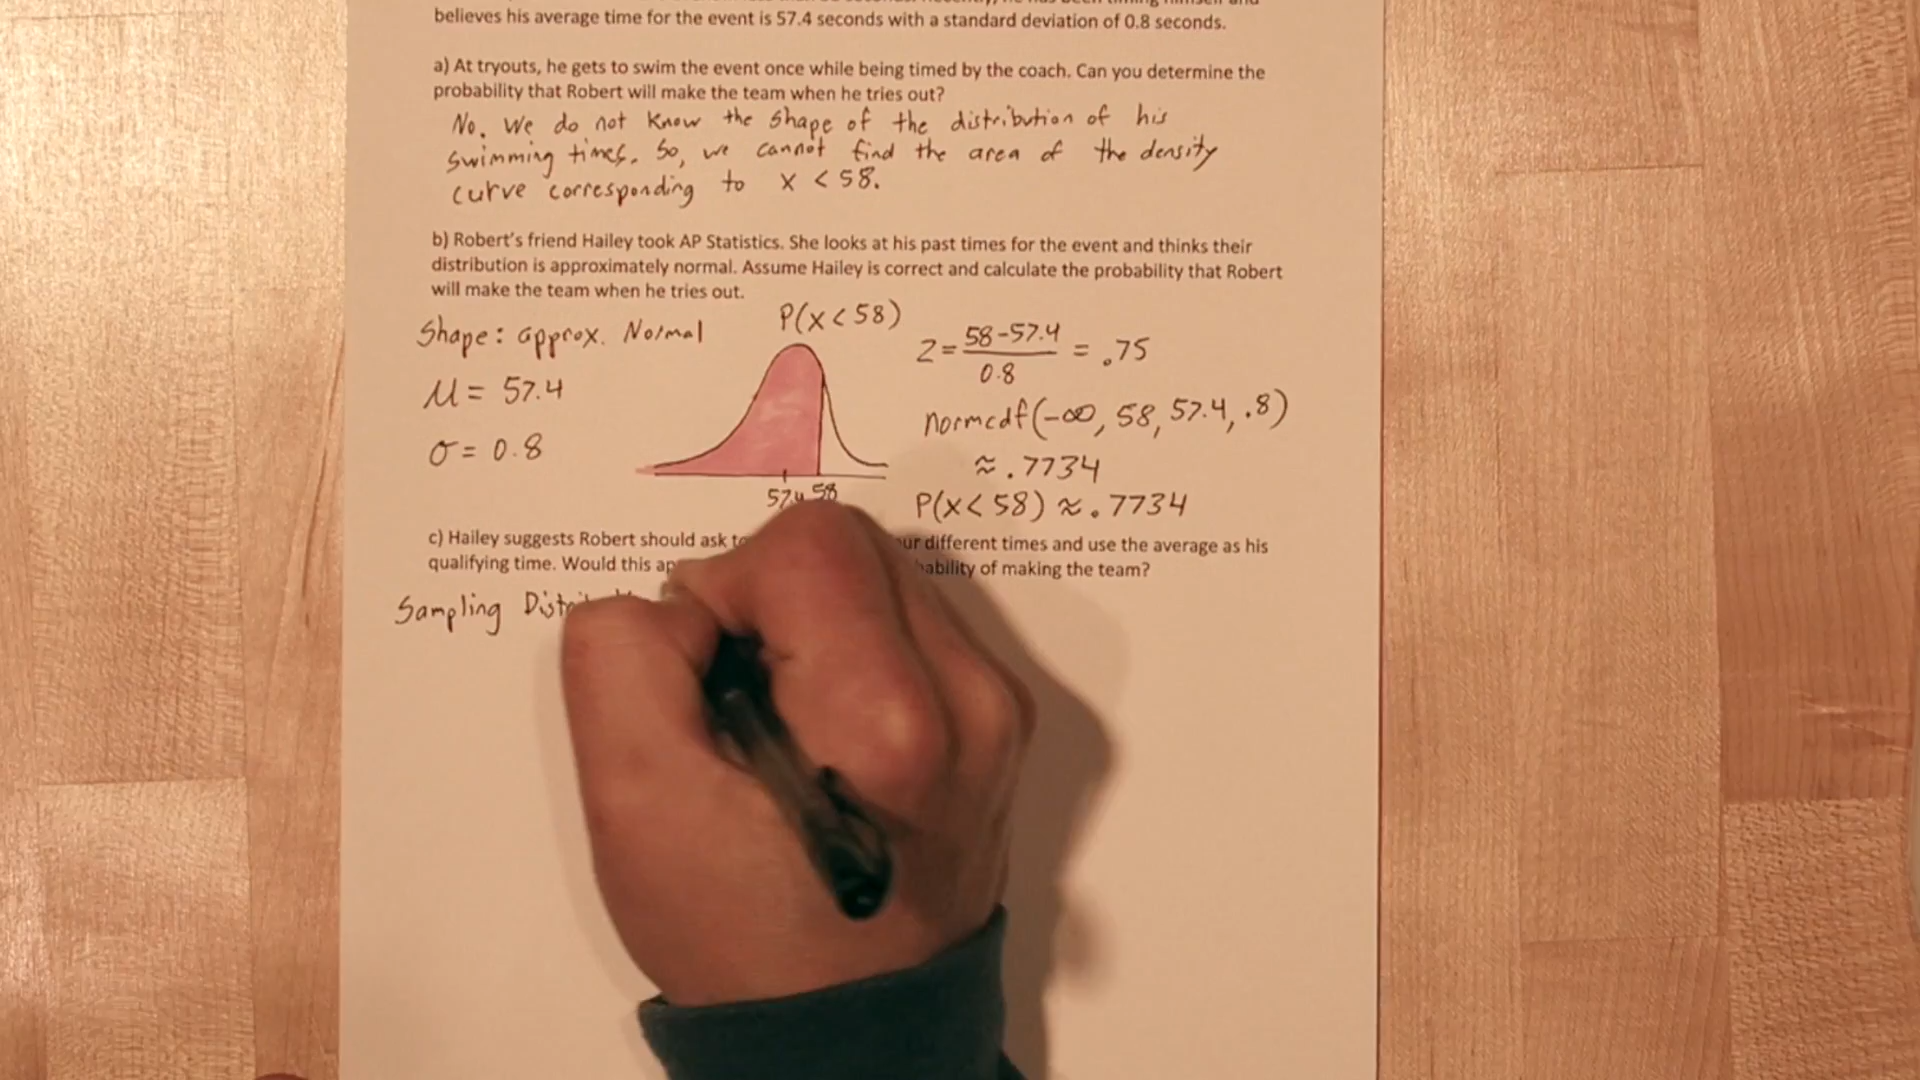 believes his average time for the event is 57.4 seconds with a standard deviation of 0.8 seconds.
a) At tryouts, he gets to swim the event once while being timed by the coach. Can you determine the
probability that Robert will make the team when he tries out?
No. We do not know the shape of the distribution of his
swimming times. So, we cannot find the area of the density
curve corresponding to x < 58.
b) Robert's friend Hailey took AP Statistics. She looks at his past times for the event and thinks their
distribution is approximately normal. Assume Hailey is correct and calculate the probability that Robert
will make the team when he tries out.
Shape: approx. Normal
μ = 57.4
σ = 0.8
P(x < 58)
57.4 58
Z = 58-57.4 / 0.8 = .75
normcdf(-∞, 58, 57.4, .8)
≈ .7734
P(x < 58) ≈ .7734
c) Hailey suggests Robert should ask different times and use the average as his
qualifying time. Would this of making the team?
Sampling